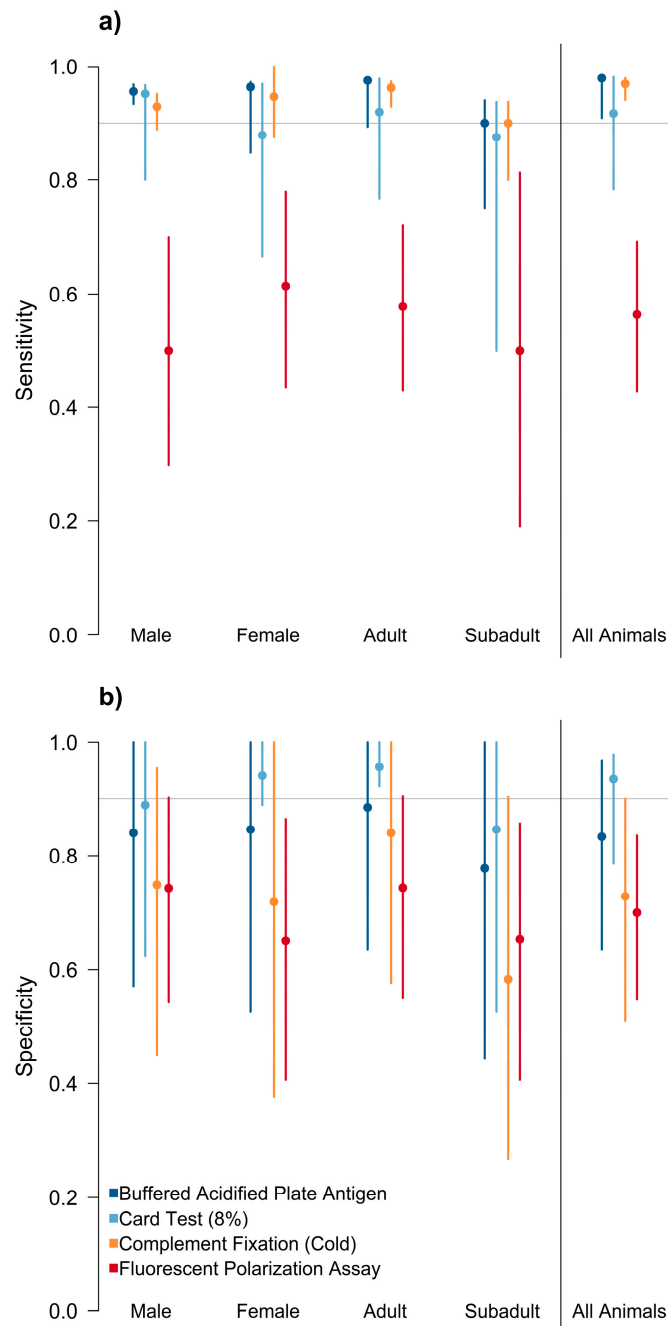 a)
1.0
0.8
0.6
0.4
0.2
0.0
Sensitivity
Male Female Adult Subadult All Animals
b)
1.0
0.8
0.6
0.4
0.2
0.0
Specificity
Buffered Acidified Plate Antigen
Card Test (8%)
Complement Fixation (Cold)
Fluorescent Polarization Assay
Male Female Adult Subadult All Animals